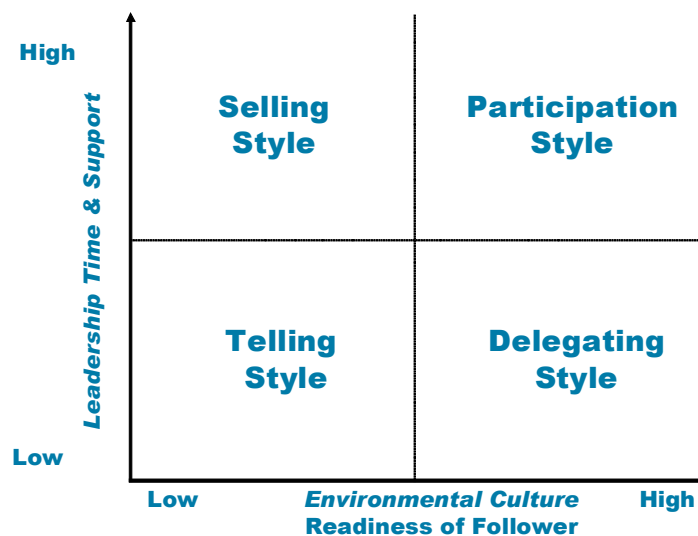 High
Selling
Style
Participation
Style
Leadership Time & Support
Telling
Style
Delegating
Style
Low
Low
Environmental Culture
High
Readiness of Follower